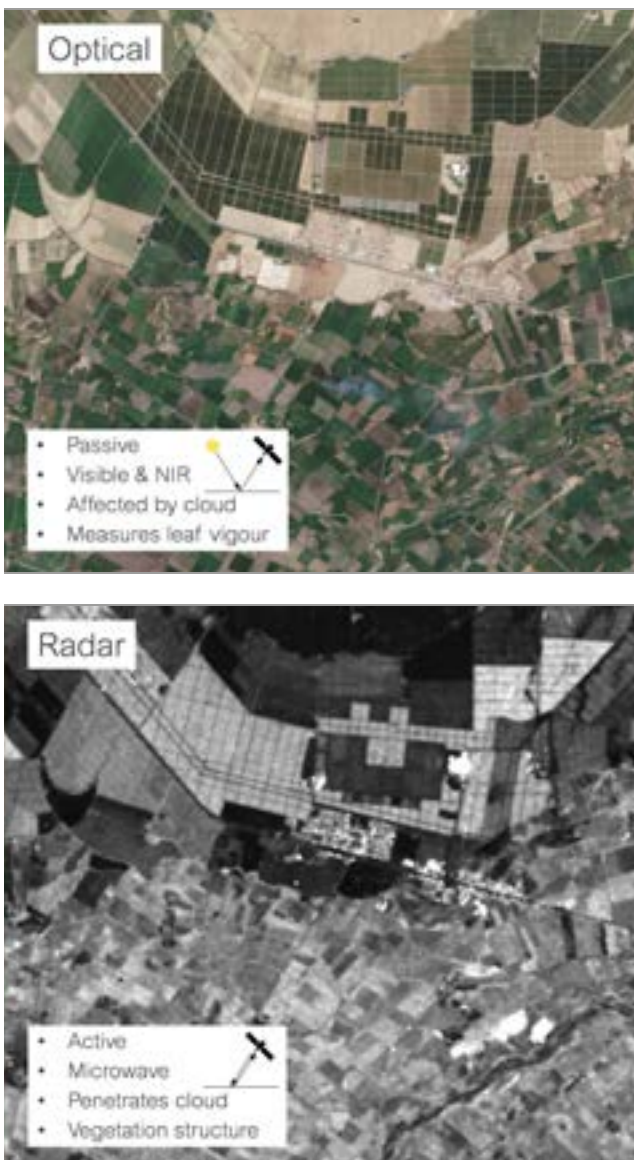 Optical
• Passive
• Visible & NIR
• Affected by cloud
• Measures leaf vigour
Radar
• Active
• Microwave
• Penetrates cloud
• Vegetation structure